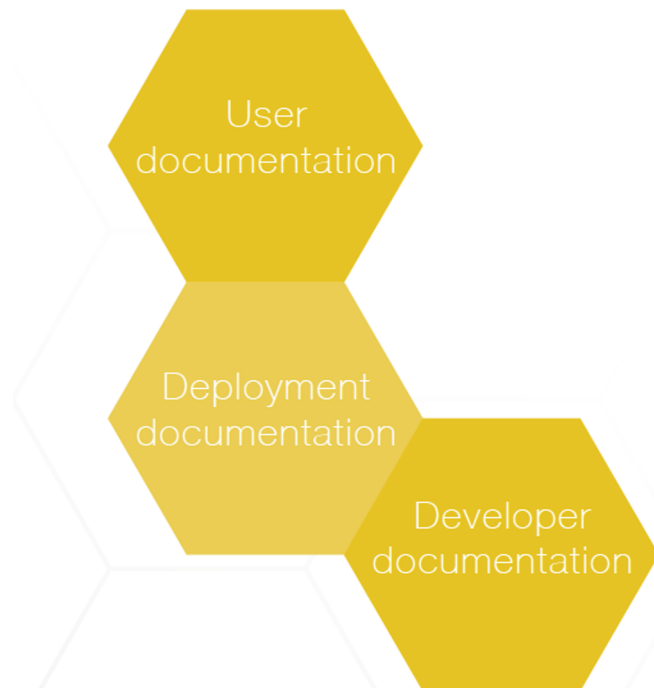 User
documentation
Deployment
documentation
Developer
documentation